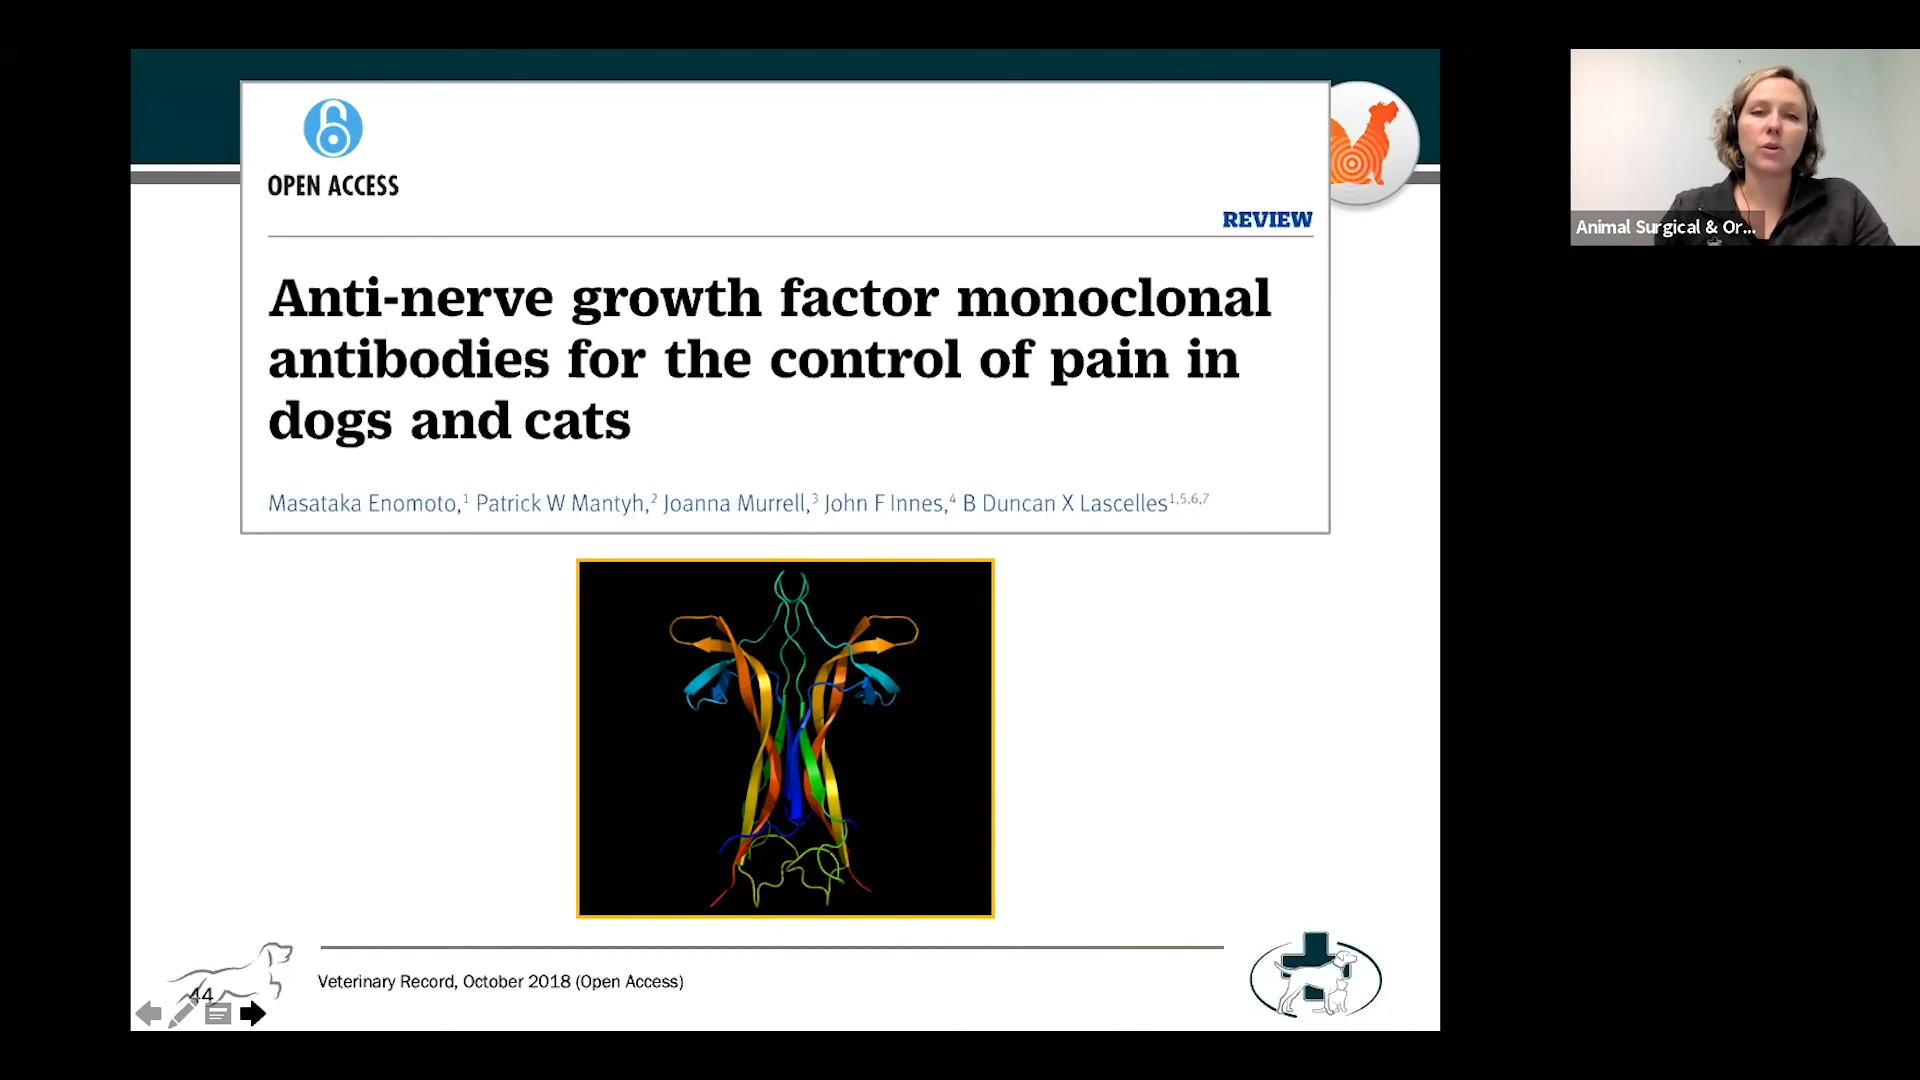 OPEN ACCESS
REVIEW
Anti-nerve growth factor monoclonal
antibodies for the control of pain in
dogs and cats
Masataka Enomoto,1 Patrick W Mantyh,2 Joanna Murrell,3 John F Innes,4 B Duncan X Lascelles1,5,6,7
Animal Surgical & Or...
Veterinary Record, October 2018 (Open Access)
44